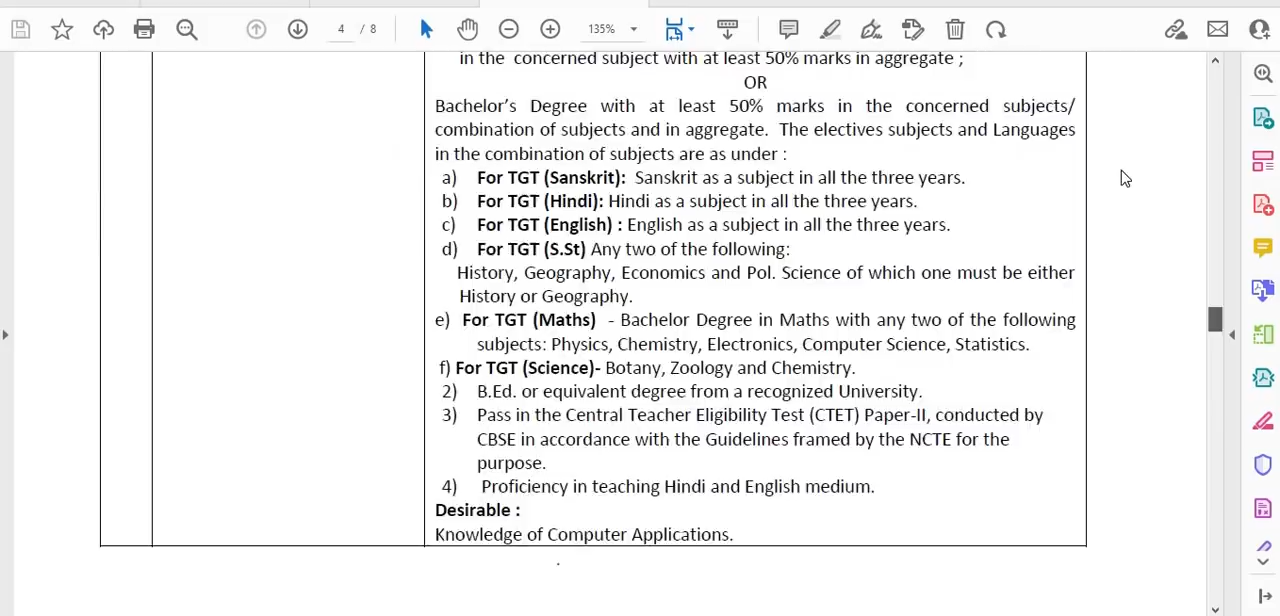 4 / 8
135%
in the concerned subject with at least 50% marks in aggregate ;
OR
Bachelor's Degree with at least 50% marks in the concerned subjects/
combination of subjects and in aggregate. The electives subjects and Languages
in the combination of subjects are as under :
a) For TGT (Sanskrit): Sanskrit as a subject in all the three years.
b) For TGT (Hindi): Hindi as a subject in all the three years.
c) For TGT (English) : English as a subject in all the three years.
d) For TGT (S.St) Any two of the following:
History, Geography, Economics and Pol. Science of which one must be either
History or Geography.
e) For TGT (Maths) - Bachelor Degree in Maths with any two of the following
subjects: Physics, Chemistry, Electronics, Computer Science, Statistics.
f) For TGT (Science)- Botany, Zoology and Chemistry.
2) B.Ed. or equivalent degree from a recognized University.
3) Pass in the Central Teacher Eligibility Test (CTET) Paper-II, conducted by
CBSE in accordance with the Guidelines framed by the NCTE for the
purpose.
4) Proficiency in teaching Hindi and English medium.
Desirable :
Knowledge of Computer Applications.